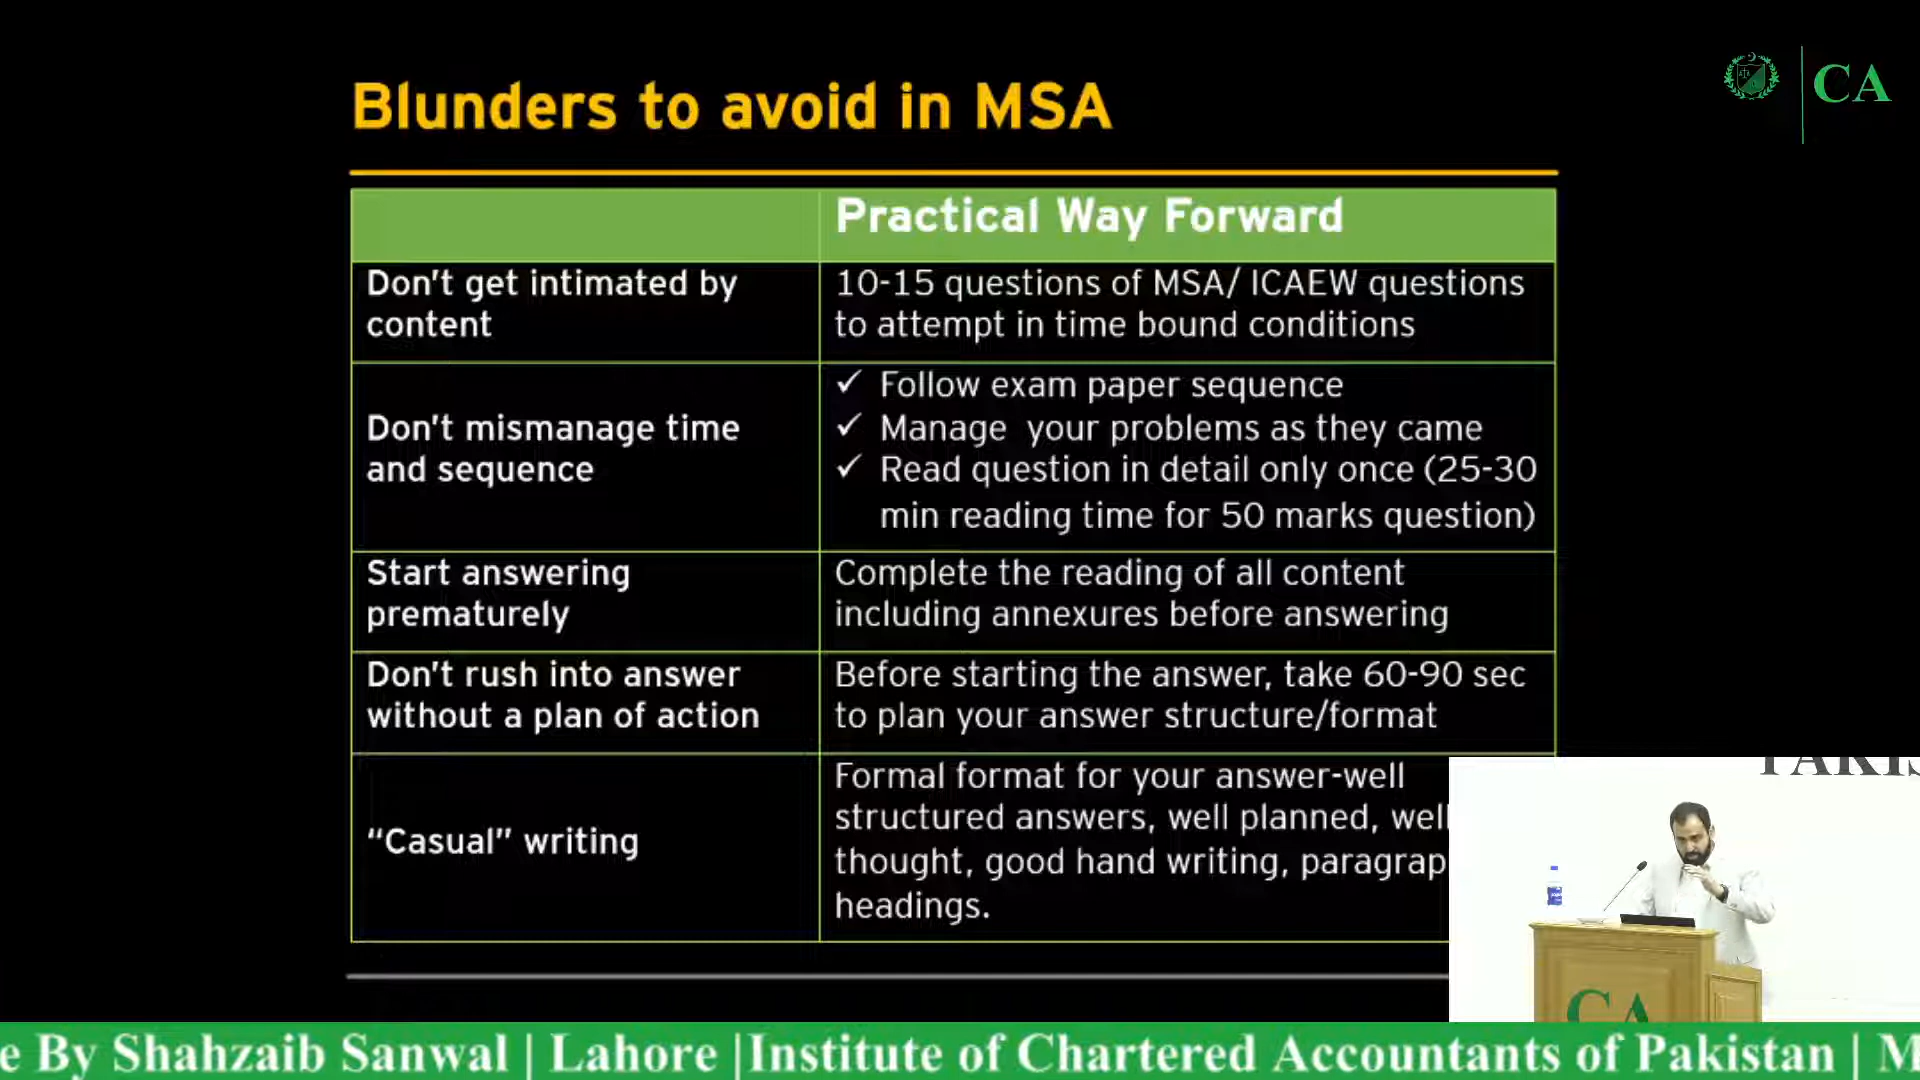 CA
Blunders to avoid in MSA
Practical Way Forward
Don't get intimated by
content
10-15 questions of MSA/ ICAEW questions
to attempt in time bound conditions
Don't mismanage time
and sequence
✓ Follow exam paper sequence
✓ Manage your problems as they came
✓ Read question in detail only once (25-30
min reading time for 50 marks question)
Start answering
prematurely
Complete the reading of all content
including annexures before answering
Don't rush into answer
without a plan of action
Before starting the answer, take 60-90 sec
to plan your answer structure/format
"Casual" writing
Formal format for your answer-well
structured answers, well planned, well
thought, good hand writing, paragrap
headings.
PAKIS
CA
e By Shahzaib Sanwal | Lahore |Institute of Chartered Accountants of Pakistan | M